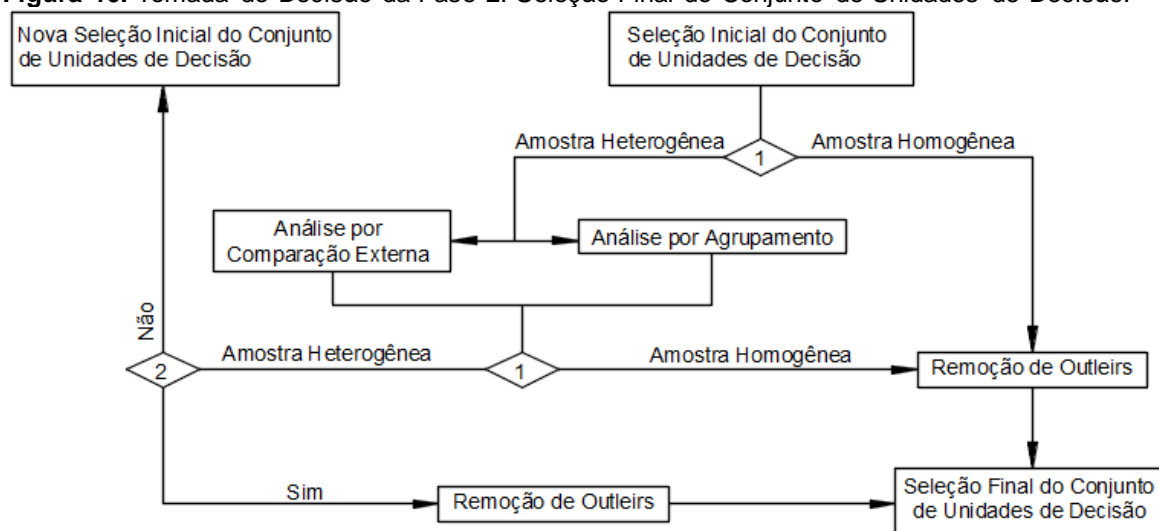 Figura Tomada de Decisão da Fase 2: Seleção Final do Conjunto de Unidades de Decisão.
Nova Seleção Inicial do Conjunto
de Unidades de Decisão
Seleção Inicial do Conjunto
de Unidades de Decisão
Amostra Heterogênea
1
Amostra Homogênea
Análise por
Comparação Externa
Análise por Agrupamento
Não
2
Amostra Heterogênea
1
Amostra Homogênea
Remoção de Outleirs
Sim
Remoção de Outleirs
Seleção Final do Conjunto
de Unidades de Decisão